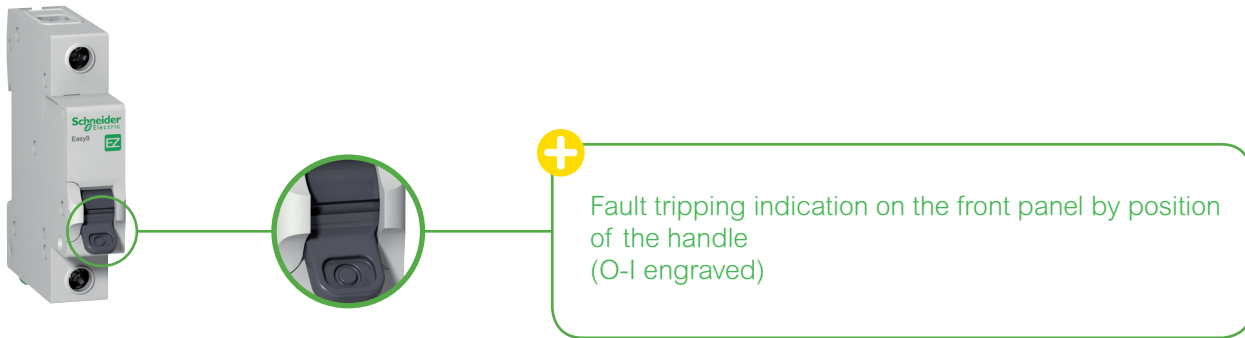 Schneider
Electric
Easy9
EZ
Fault tripping indication on the front panel by position
of the handle
(O-I engraved)